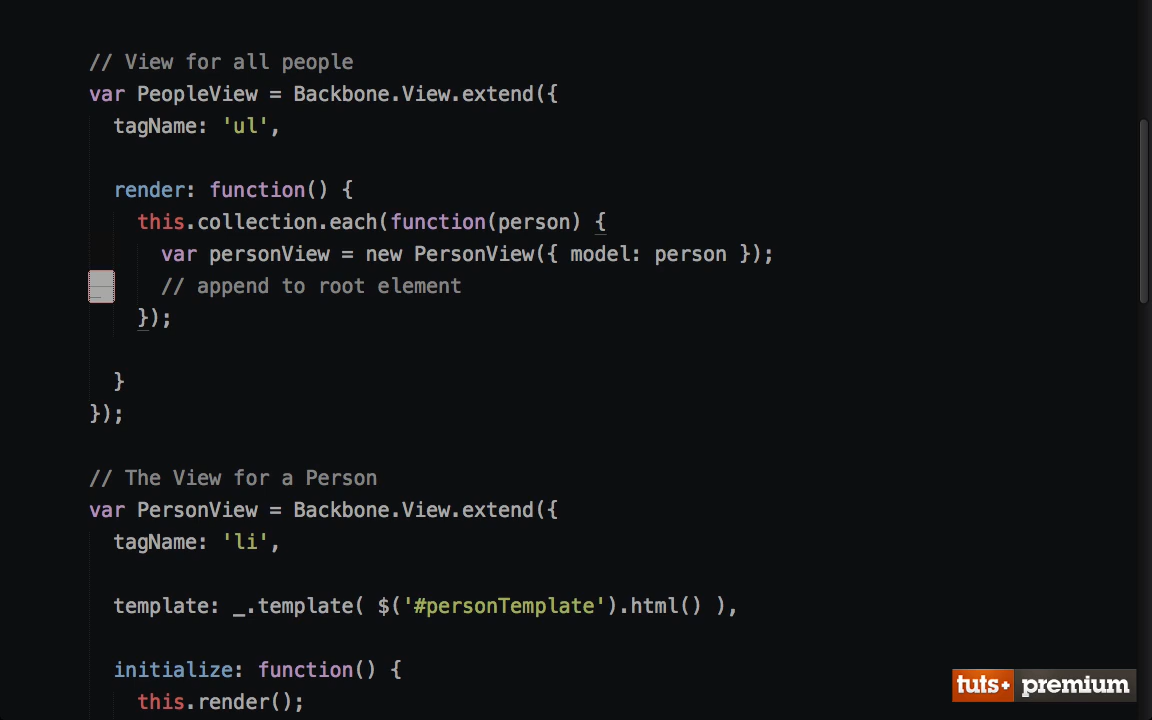 // View for all people
var PeopleView = Backbone.View.extend({
  tagName: 'ul',

  render: function() {
    this.collection.each(function(person) {
      var personView = new PersonView({ model: person });
      // append to root element
    });

  }
});

// The View for a Person
var PersonView = Backbone.View.extend({
  tagName: 'li',

  template: _.template( $('#personTemplate').html() ),

  initialize: function() {
    this.render();
tuts+ premium